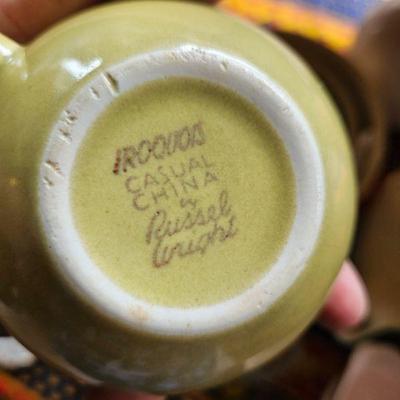 IROQUOIS
CASUAL
CHINA
by
Russel
Wright